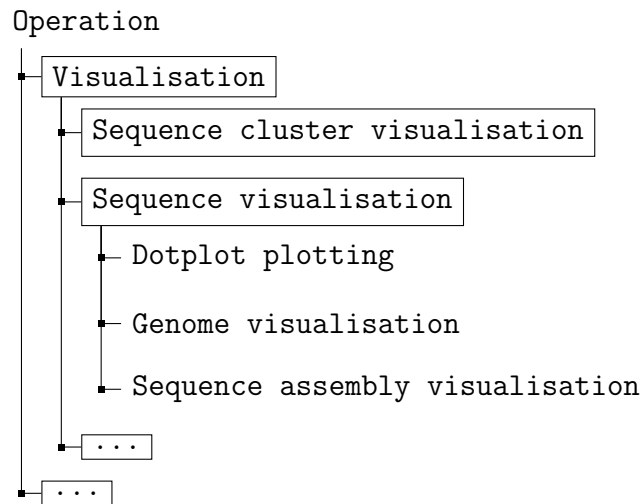 Operation
Visualisation
Sequence cluster visualisation
Sequence visualisation
Dotplot plotting
Genome visualisation
Sequence assembly visualisation
...
...